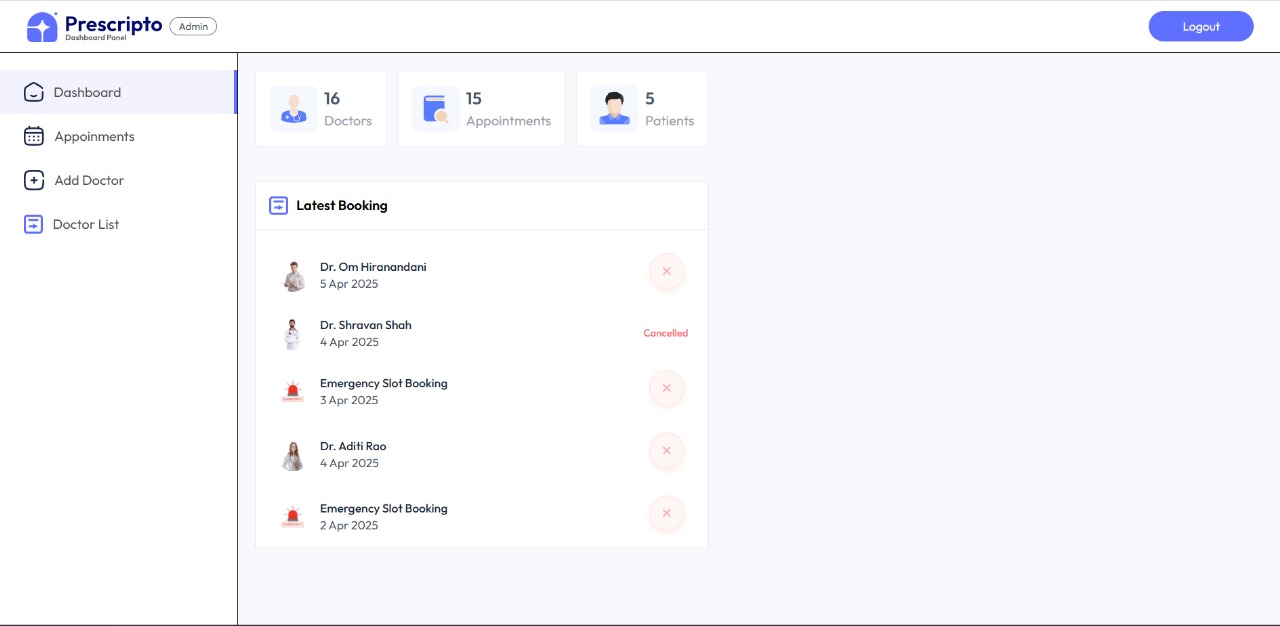 Prescripto
Dashboard Panel
Admin
Logout
Dashboard
Appoinments
Add Doctor
Doctor List
16
Doctors
15
Appointments
5
Patients
Latest Booking
Dr. Om Hiranandani
5 Apr 2025
Dr. Shravan Shah
4 Apr 2025
Cancelled
Emergency Slot Booking
3 Apr 2025
Dr. Aditi Rao
4 Apr 2025
Emergency Slot Booking
2 Apr 2025